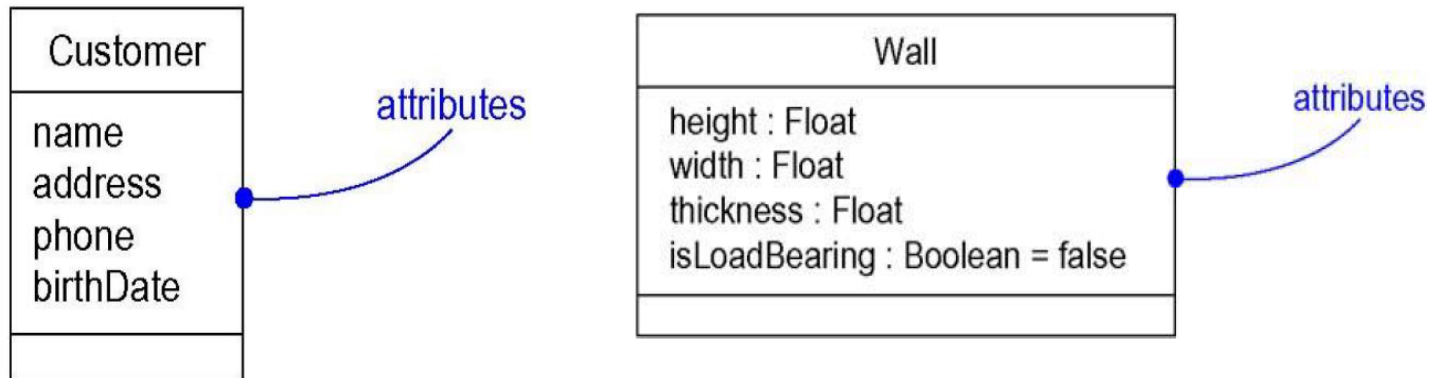 Customer
name
address
phone
birthDate
attributes
Wall
height : Float
width : Float
thickness : Float
isLoadBearing : Boolean = false
attributes